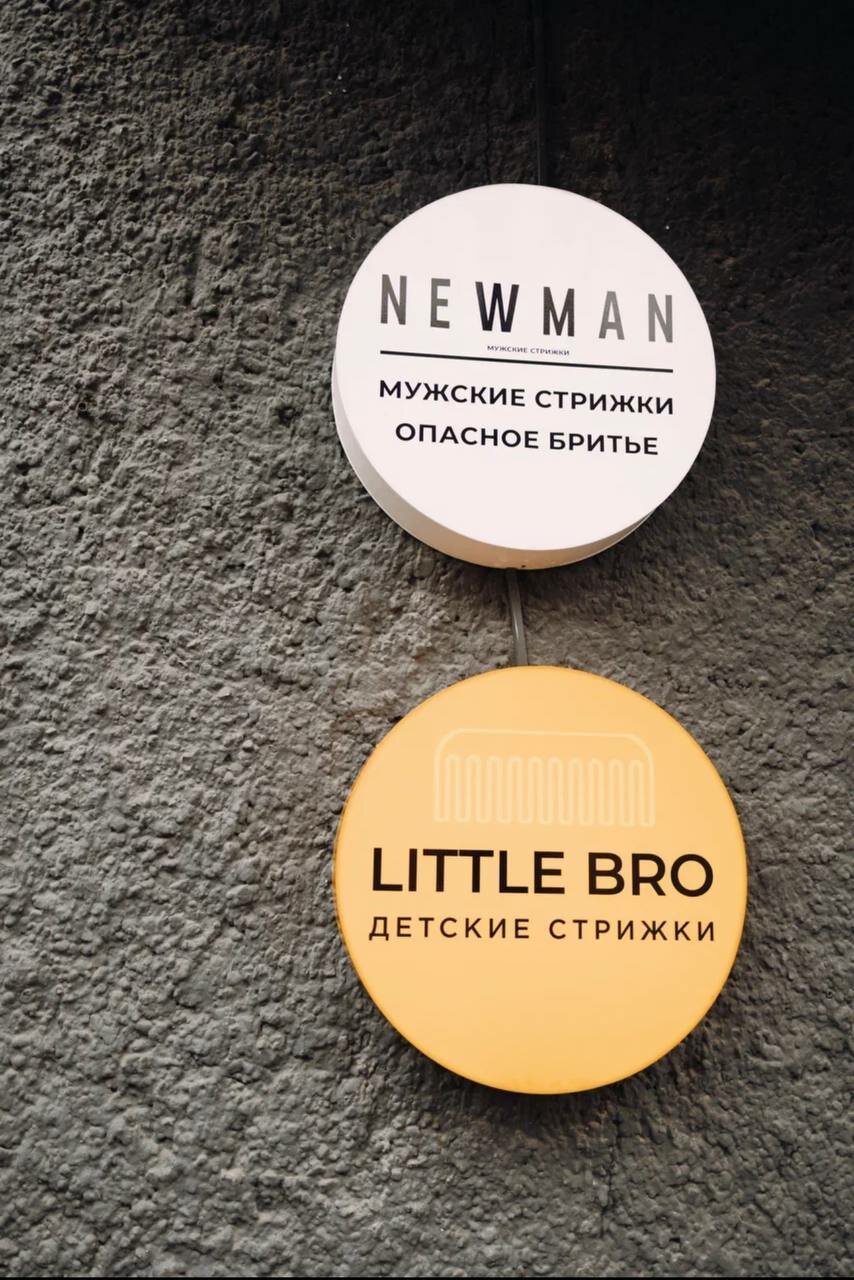 NEWMAN
МУЖСКИЕ СТРИЖКИ
МУЖСКИЕ СТРИЖКИ
ОПАСНОЕ БРИТЬЕ
LITTLE BRO
ДЕТСКИЕ СТРИЖКИ